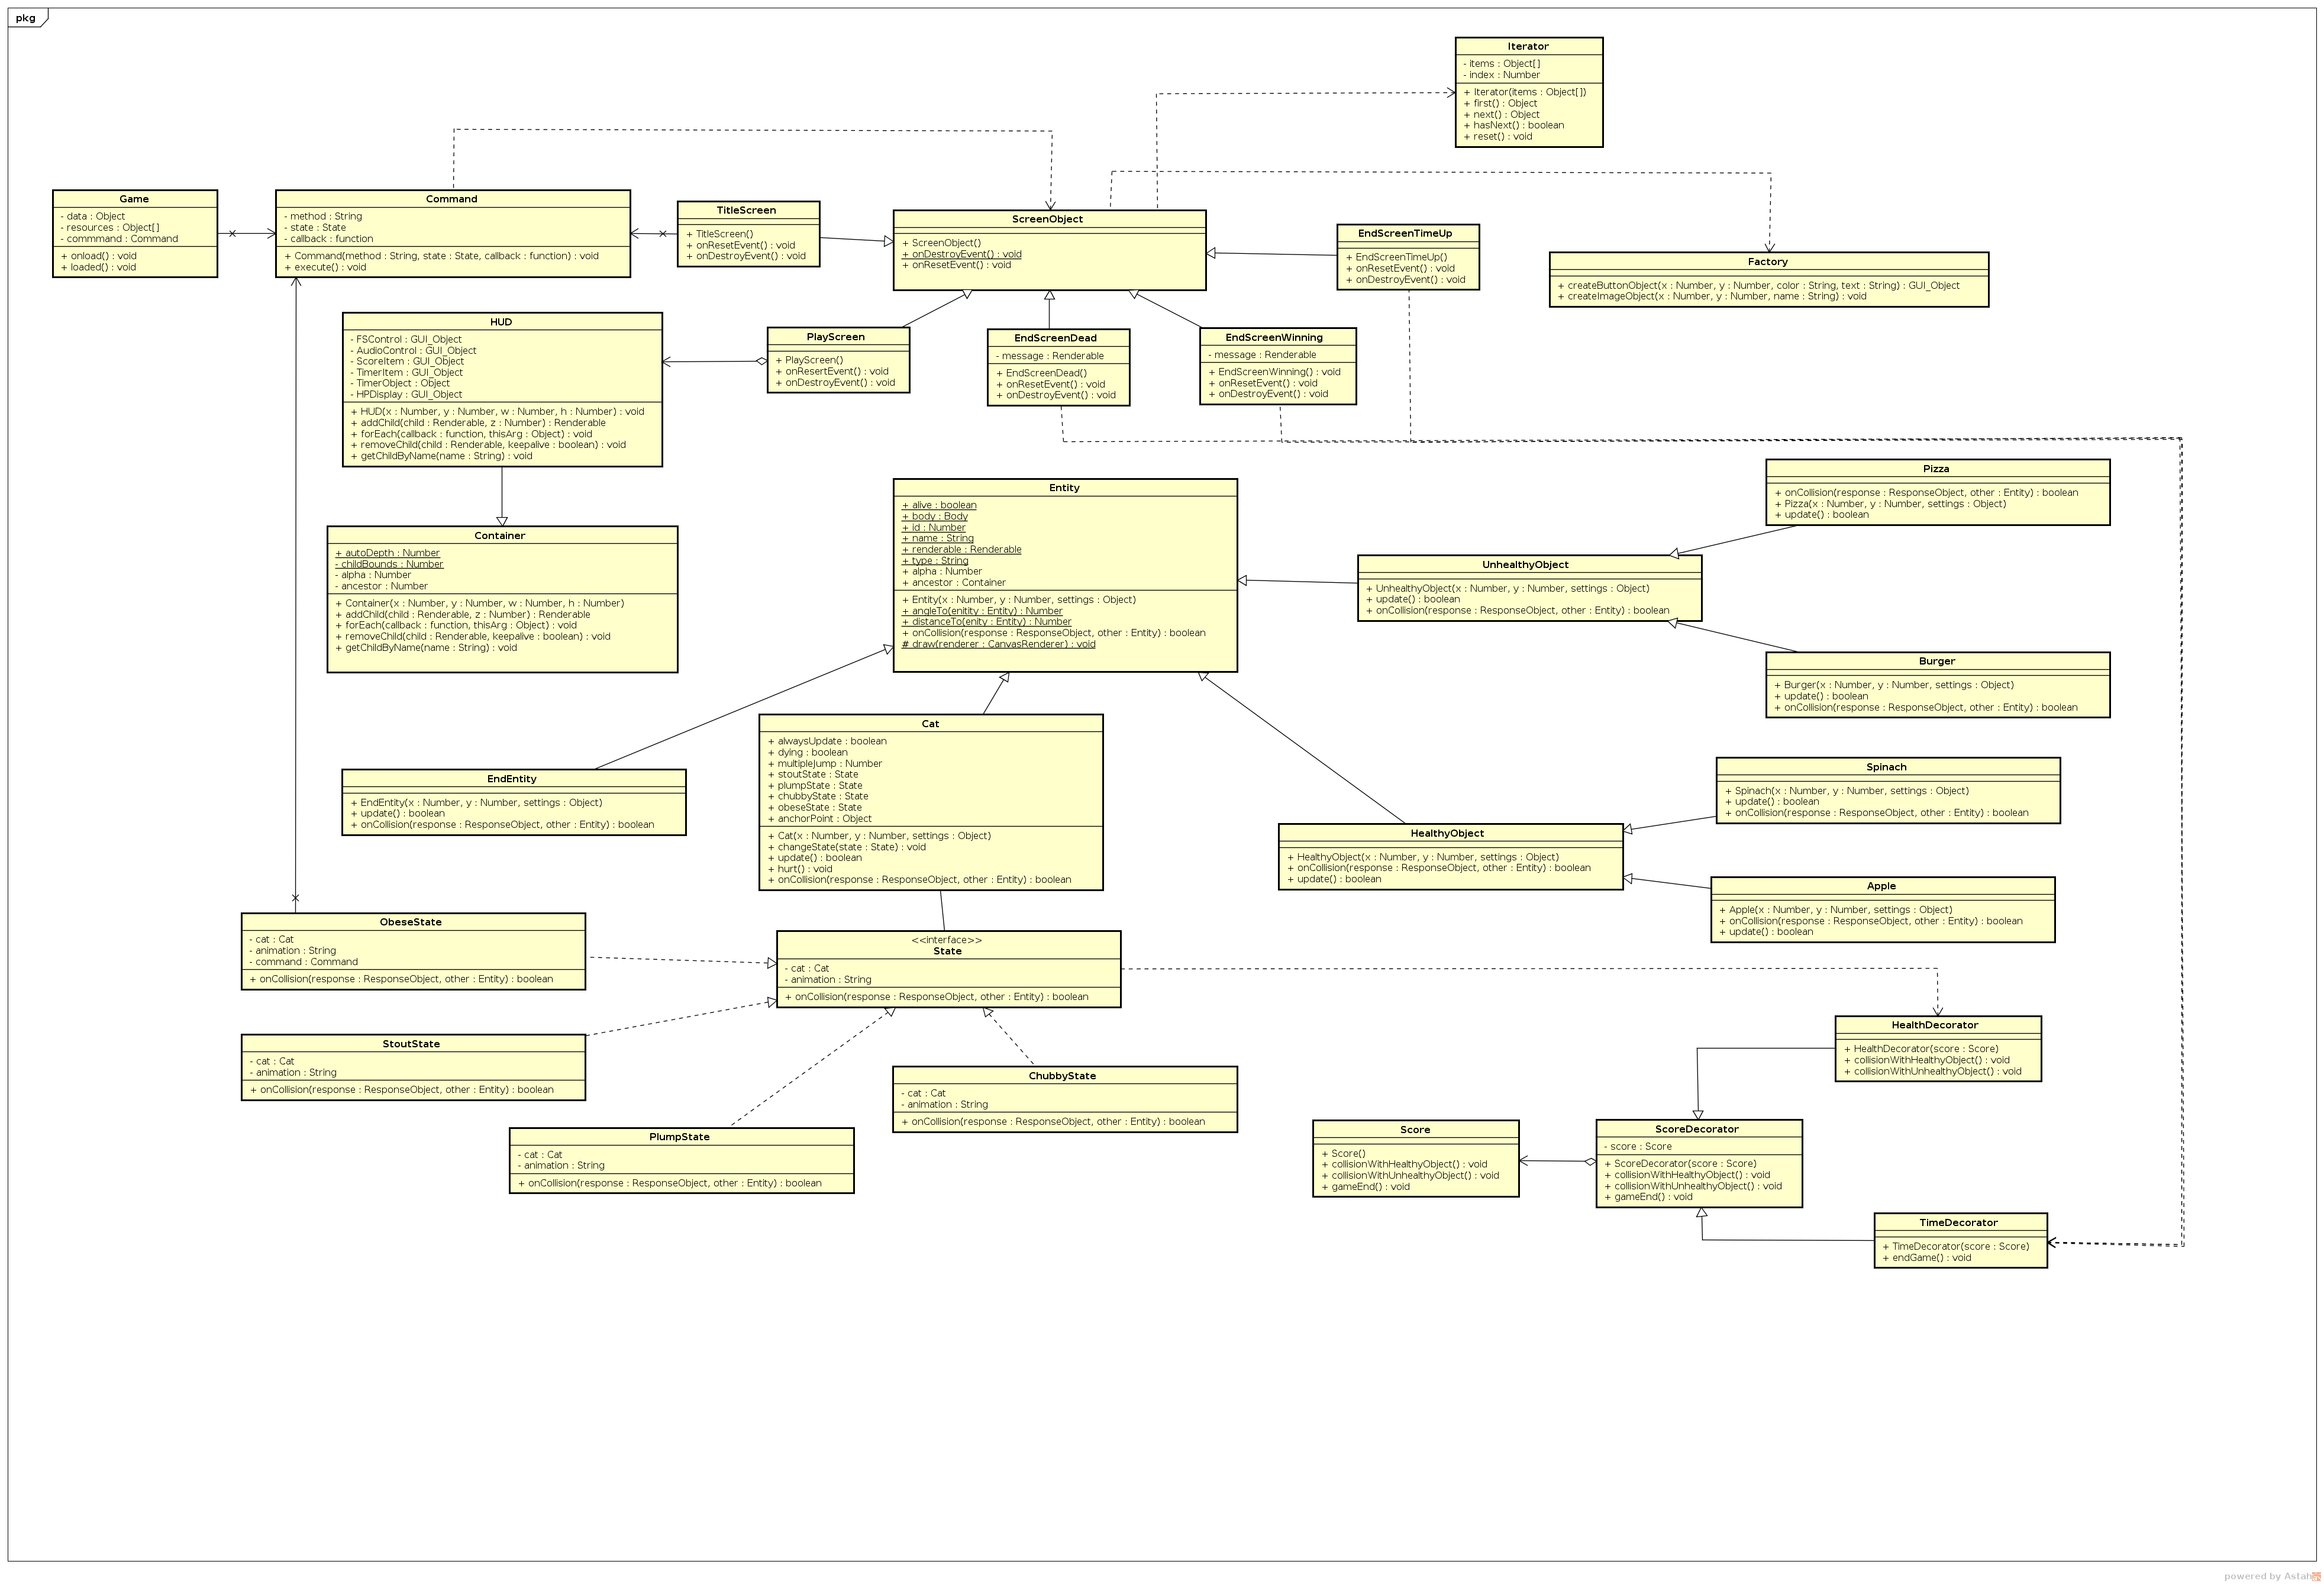 pkg
Iterator
- items : Object[]
- index : Number
+ Iterator(items : Object[])
+ first() : Object
+ next() : Object
+ hasNext() : boolean
+ reset() : void
Game
- data : Object
- resources : Object[]
- commmand : Command
+ onload() : void
+ loaded() : void
Command
- method : String
- state : State
- callback : function
+ Command(method : String, state : State, callback : function) : void
+ execute() : void
TitleScreen
+ TitleScreen()
+ onResetEvent() : void
+ onDestroyEvent() : void
ScreenObject
+ ScreenObject()
+ onDestroyEvent() : void
+ onResetEvent() : void
EndScreenTimeUp
+ EndScreenTimeUp()
+ onResetEvent() : void
+ onDestroyEvent() : void
Factory
+ createButtonObject(x : Number, y : Number, color : String, text : String) : GUI_Object
+ createImageObject(x : Number, y : Number, name : String) : void
HUD
- FSControl : GUI_Object
- AudioControl : GUI_Object
- ScoreItem : GUI_Object
- TimerItem : GUI_Object
- TimerObject : Object
- HPDisplay : GUI_Object
+ HUD(x : Number, y : Number, w : Number, h : Number) : void
+ addChild(child : Renderable, z : Number) : Renderable
+ forEach(callback : function, thisArg : Object) : void
+ removeChild(child : Renderable, keepalive : boolean) : void
+ getChildByName(name : String) : void
PlayScreen
+ PlayScreen()
+ onResertEvent() : void
+ onDestroyEvent() : void
EndScreenDead
- message : Renderable
+ EndScreenDead()
+ onResetEvent() : void
+ onDestroyEvent() : void
EndScreenWinning
- message : Renderable
+ EndScreenWinning() : void
+ onResetEvent() : void
+ onDestroyEvent() : void
Container
+ autoDepth : Number
- childBounds : Number
- alpha : Number
- ancestor : Number
+ Container(x : Number, y : Number, w : Number, h : Number)
+ addChild(child : Renderable, z : Number) : Renderable
+ forEach(callback : function, thisArg : Object) : void
+ removeChild(child : Renderable, keepalive : boolean) : void
+ getChildByName(name : String) : void
Entity
+ alive : boolean
+ body : Body
+ id : Number
+ name : String
+ renderable : Renderable
+ type : String
+ alpha : Number
+ ancestor : Container
+ Entity(x : Number, y : Number, settings : Object)
+ angleTo(enitity : Entity) : Number
+ distanceTo(enity : Entity) : Number
+ onCollision(response : ResponseObject, other : Entity) : boolean
# draw(renderer : CanvasRenderer) : void
Pizza
+ onCollision(response : ResponseObject, other : Entity) : boolean
+ Pizza(x : Number, y : Number, settings : Object)
+ update() : boolean
UnhealthyObject
+ UnhealthyObject(x : Number, y : Number, settings : Object)
+ update() : boolean
+ onCollision(response : ResponseObject, other : Entity) : boolean
Burger
+ Burger(x : Number, y : Number, settings : Object)
+ update() : boolean
+ onCollision(response : ResponseObject, other : Entity) : boolean
EndEntity
+ EndEntity(x : Number, y : Number, settings : Object)
+ update() : boolean
+ onCollision(response : ResponseObject, other : Entity) : boolean
Cat
+ alwaysUpdate : boolean
+ dying : boolean
+ multipleJump : Number
+ stoutState : State
+ plumpState : State
+ chubbyState : State
+ obeseState : State
+ anchorPoint : Object
+ Cat(x : Number, y : Number, settings : Object)
+ changeState(state : State) : void
+ update() : boolean
+ hurt() : void
+ onCollision(response : ResponseObject, other : Entity) : boolean
Spinach
+ Spinach(x : Number, y : Number, settings : Object)
+ update() : boolean
+ onCollision(response : ResponseObject, other : Entity) : boolean
HealthyObject
+ HealthyObject(x : Number, y : Number, settings : Object)
+ onCollision(response : ResponseObject, other : Entity) : boolean
+ update() : boolean
Apple
+ Apple(x : Number, y : Number, settings : Object)
+ onCollision(response : ResponseObject, other : Entity) : boolean
+ update() : boolean
ObeseState
- cat : Cat
- animation : String
- command : Command
+ onCollision(response : ResponseObject, other : Entity) : boolean
<<interface>>
State
- cat : Cat
- animation : String
+ onCollision(response : ResponseObject, other : Entity) : boolean
HealthDecorator
+ HealthDecorator(score : Score)
+ collisionWithHealthyObject() : void
+ collisionWithUnhealthyObject() : void
StoutState
- cat : Cat
- animation : String
+ onCollision(response : ResponseObject, other : Entity) : boolean
ChubbyState
- cat : Cat
- animation : String
+ onCollision(response : ResponseObject, other : Entity) : boolean
PlumpState
- cat : Cat
- animation : String
+ onCollision(response : ResponseObject, other : Entity) : boolean
Score
+ Score()
+ collisionWithHealthyObject() : void
+ collisionWithUnhealthyObject() : void
+ gameEnd() : void
ScoreDecorator
- score : Score
+ ScoreDecorator(score : Score)
+ collisionWithHealthyObject() : void
+ collisionWithUnhealthyObject() : void
+ gameEnd() : void
TimeDecorator
+ TimeDecorator(score : Score)
+ endGame() : void
powered by Astah